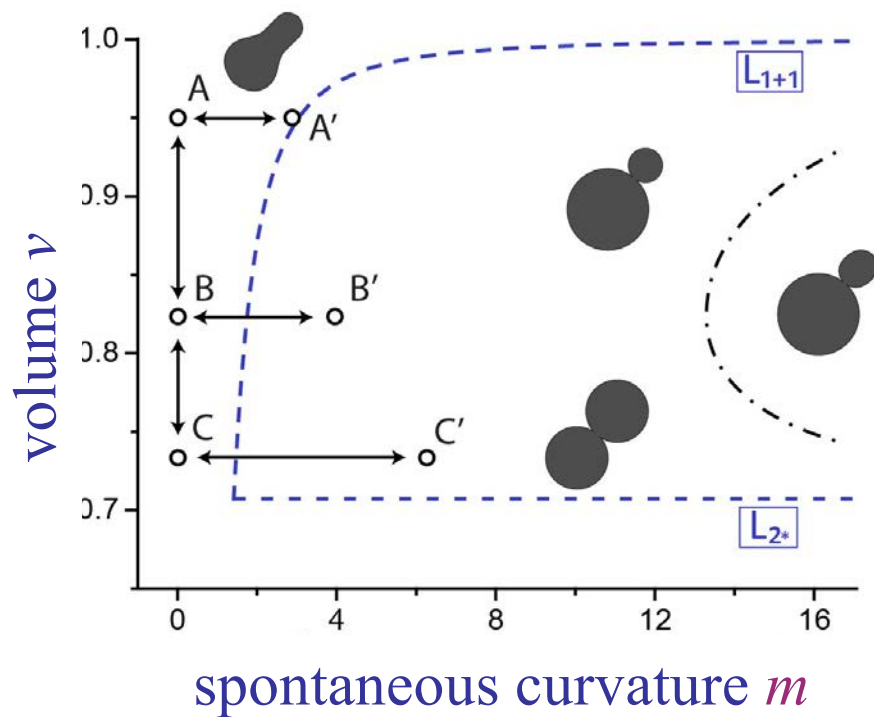 1.0
L1+1
A
A′
0.9
volume v
B
B′
0.8
C
C′
0.7
L2*
0 4 8 12 16
spontaneous curvature m